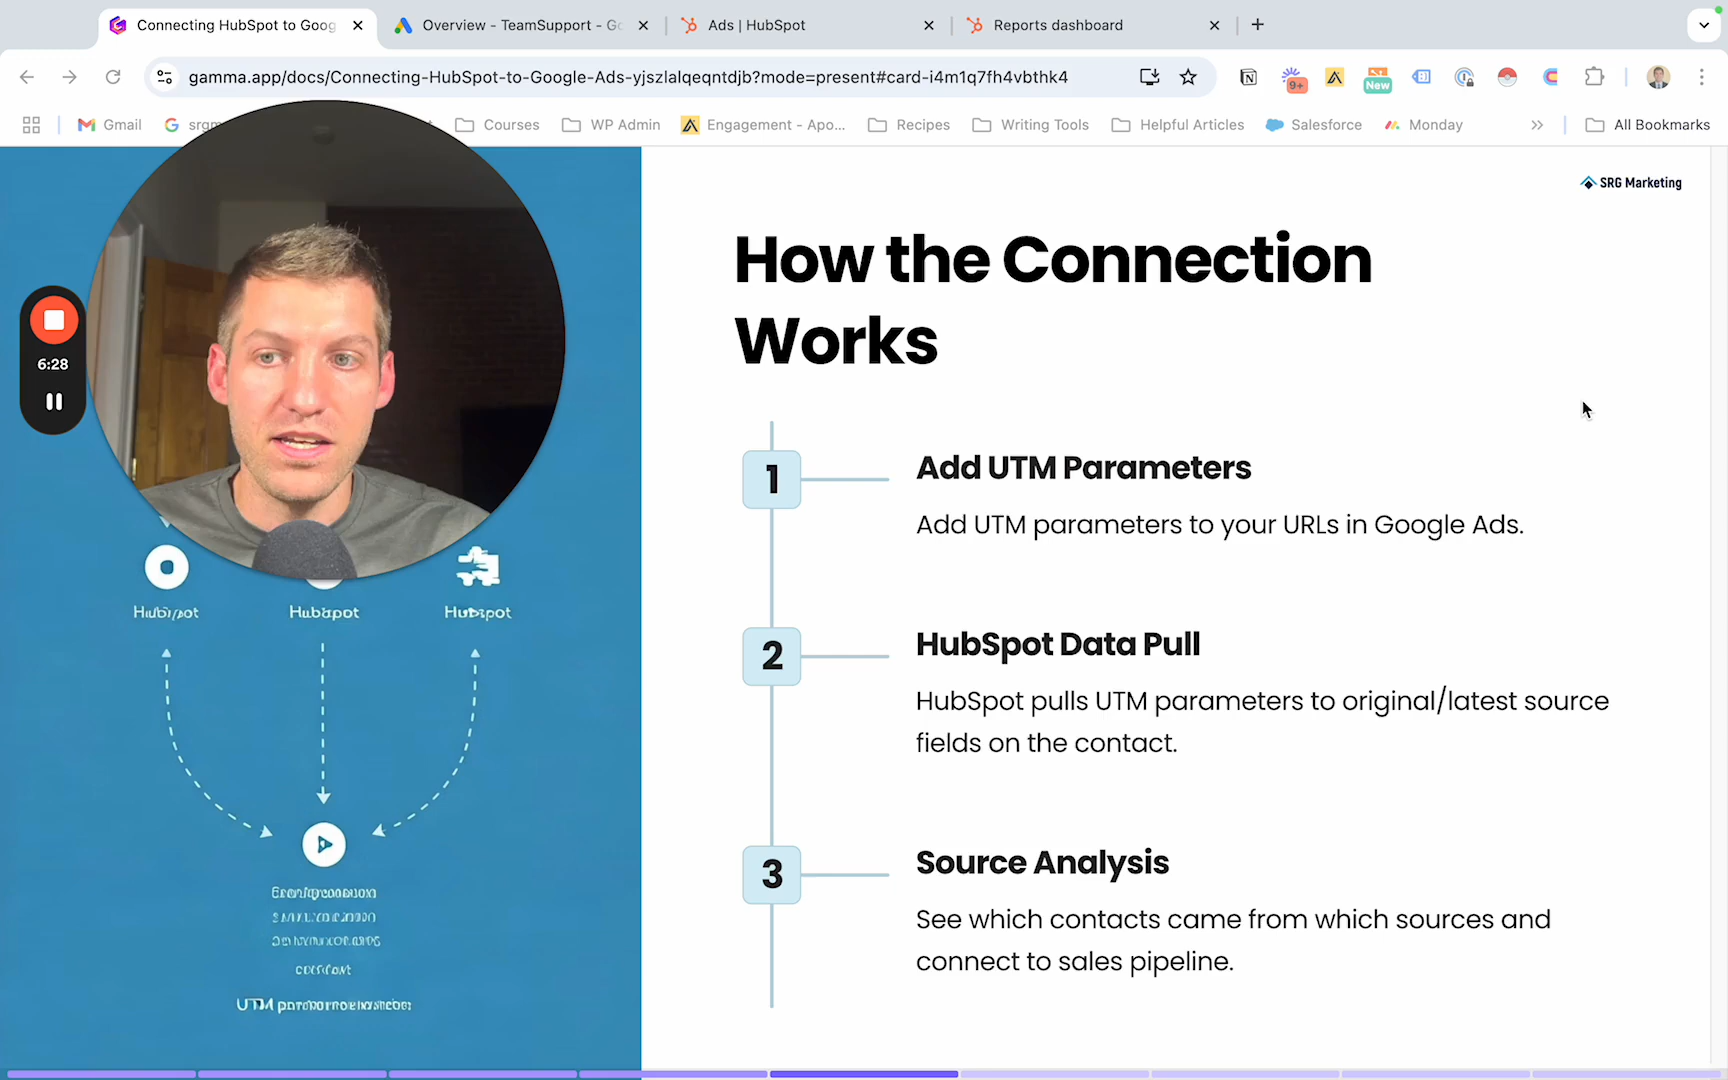 Connecting HubSpot to Goog
Overview - TeamSupport - Go
Ads | HubSpot
Reports dashboard
gamma.app/docs/Connecting-HubSpot-to-Google-Ads-yjszlalqeqntdjb?mode=present#card-i4m1q7fh4vbthk4
9+
New
Gmail
Courses
WP Admin
Engagement - Apo...
Recipes
Writing Tools
Helpful Articles
Salesforce
Monday
All Bookmarks
SRG Marketing
How the Connection
Works
6:28
1
Add UTM Parameters
Add UTM parameters to your URLs in Google Ads.
2
HubSpot Data Pull
HubSpot pulls UTM parameters to original/latest source
fields on the contact.
3
Source Analysis
See which contacts came from which sources and
connect to sales pipeline.
UTM